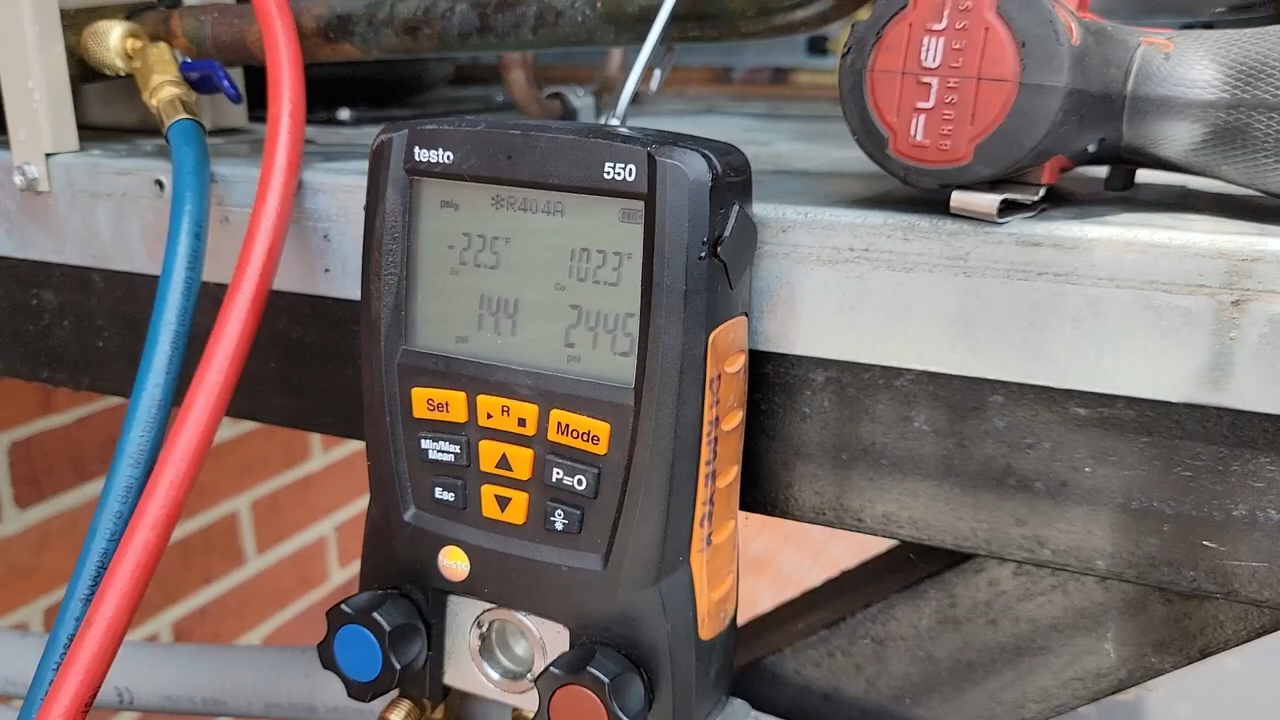 FUEL
BRUSHLESS
testo
550
psig
R404A
-22.5°F
102.3°F
Co
14.4
244.5
psi
psi
Set
R
Mode
Min/Max
Mean
P=O
Esc
testo